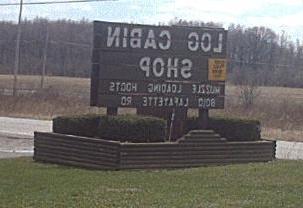 LOG CABIN
SHOP
MUZZLE LOADING
8010 LAFAYETTE RD